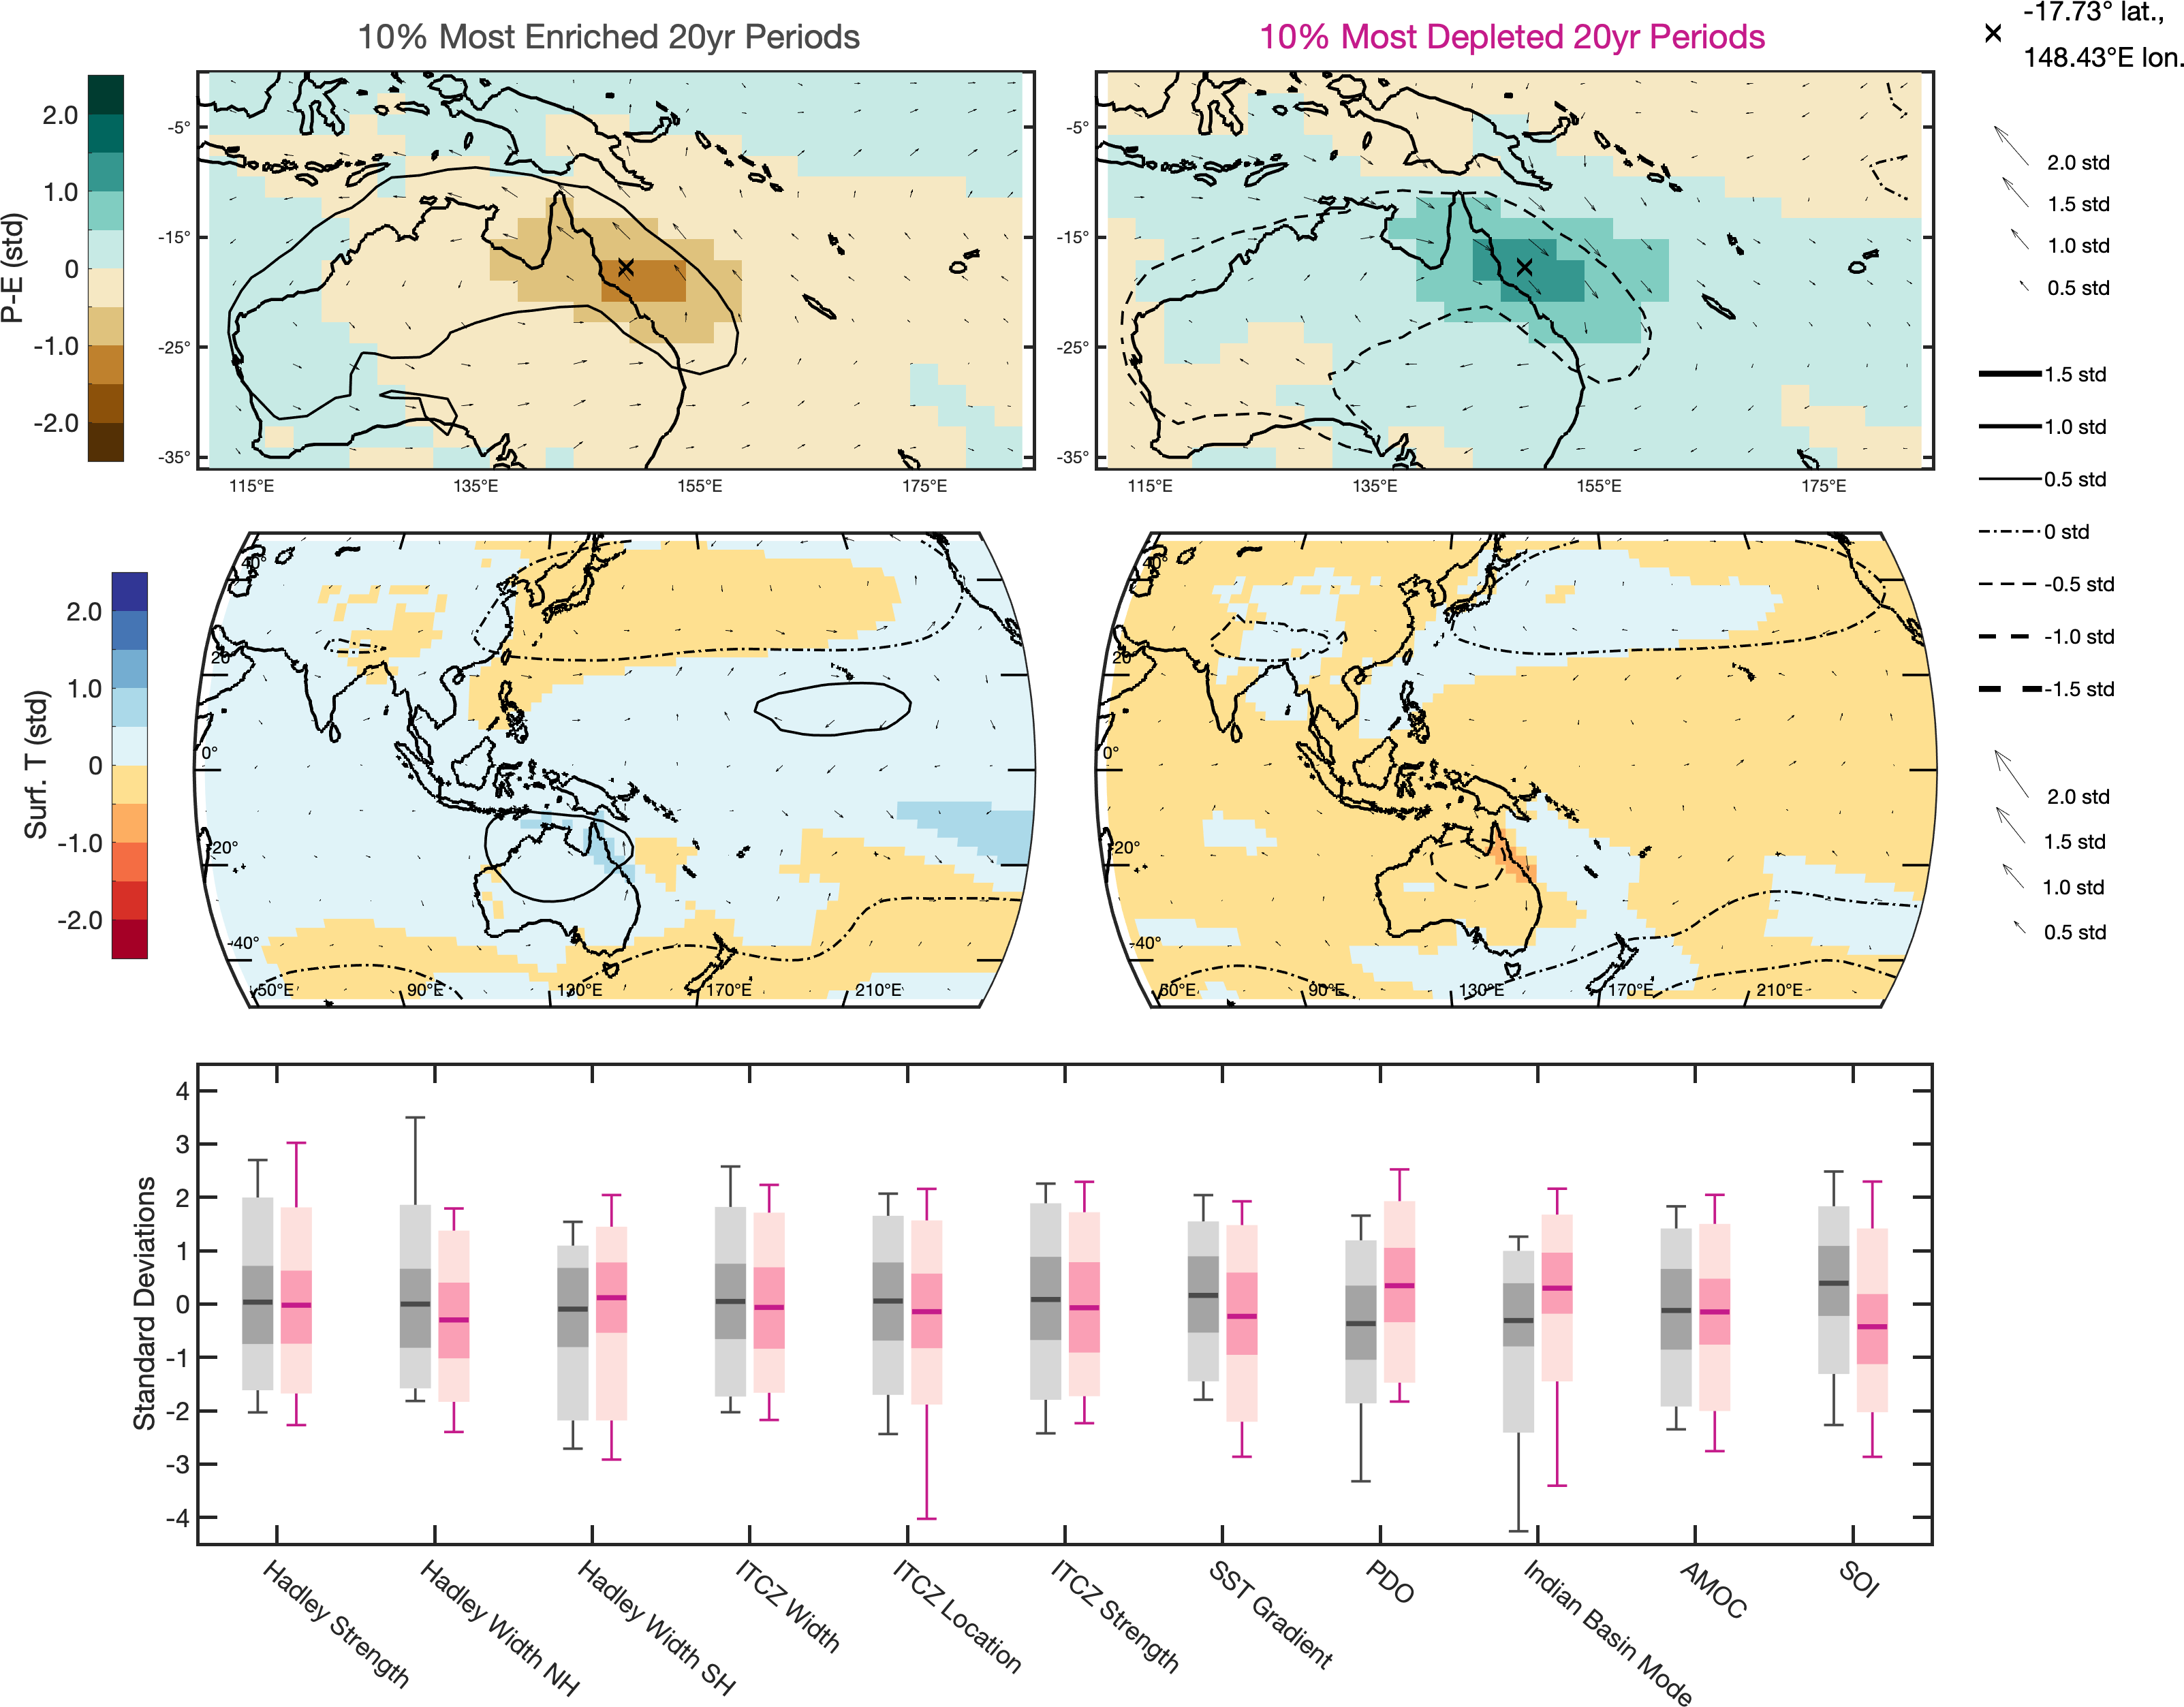 10% Most Enriched 20yr Periods
10% Most Depleted 20yr Periods
-17.73° lat.,
148.43°E lon.
P-E (std)
2.0
1.0
0
-1.0
-2.0
-5°
-15°
-25°
-35°
115°E
135°E
155°E
175°E
-5°
-15°
-25°
-35°
115°E
135°E
155°E
175°E
2.0 std
1.5 std
1.0 std
0.5 std
1.5 std
1.0 std
0.5 std
0 std
-0.5 std
-1.0 std
-1.5 std
2.0 std
1.5 std
1.0 std
0.5 std
Surf. T (std)
2.0
1.0
0
-1.0
-2.0
40°
20°
0°
-20°
-40°
50°E
90°E
130°E
170°E
210°E
40°
20°
0°
-20°
-40°
50°E
90°E
130°E
170°E
210°E
Standard Deviations
4
3
2
1
0
-1
-2
-3
-4
Hadley Strength
Hadley Width NH
Hadley Width SH
ITCZ Width
ITCZ Location
ITCZ Strength
SST Gradient
PDO
Indian Basin Mode
AMOC
SOI